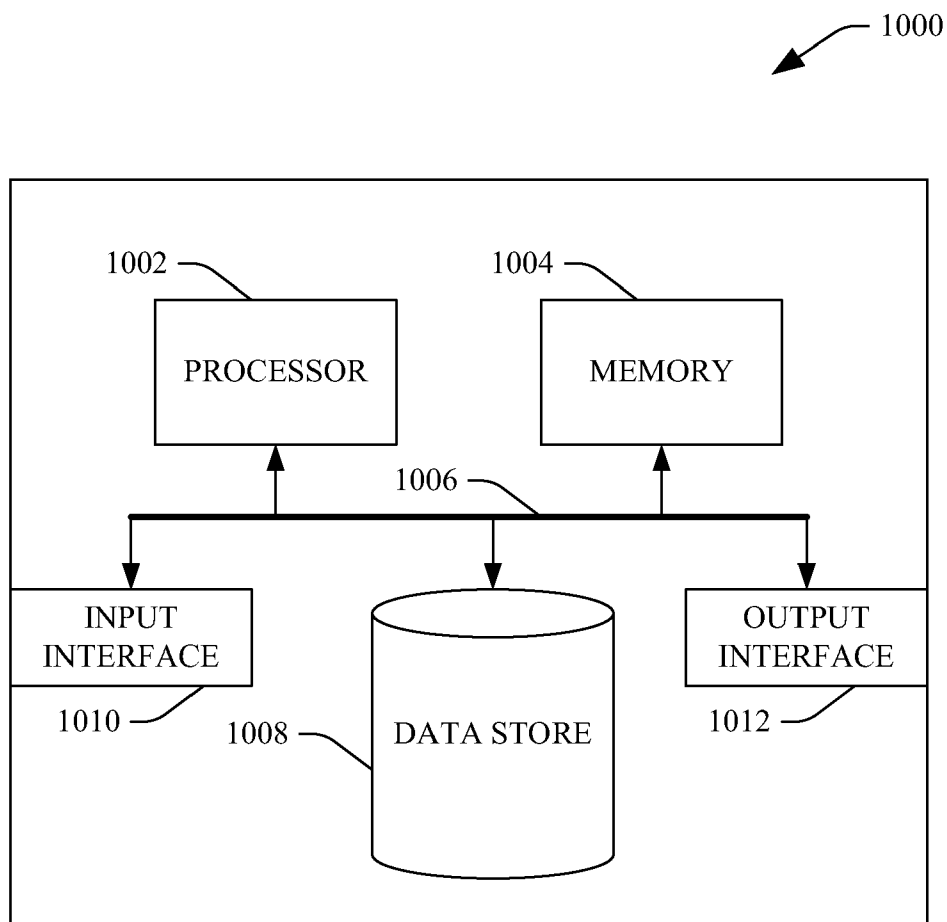 1000
1002
1004
PROCESSOR
MEMORY
1006
INPUT
INTERFACE
OUTPUT
INTERFACE
1010
1008
DATA STORE
1012